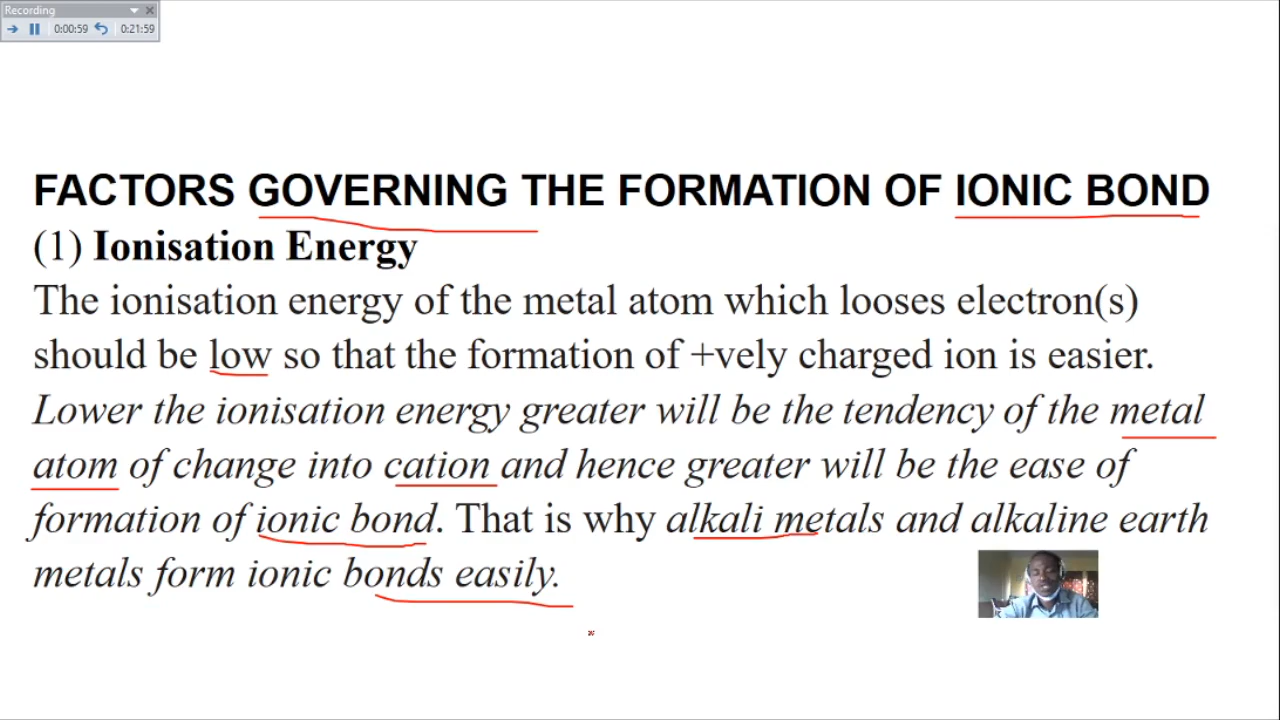 Recording
0:00:59 0:21:59
FACTORS GOVERNING THE FORMATION OF IONIC BOND
(1) Ionisation Energy
The ionisation energy of the metal atom which looses electron(s)
should be low so that the formation of +vely charged ion is easier.
Lower the ionisation energy greater will be the tendency of the metal
atom of change into cation and hence greater will be the ease of
formation of ionic bond. That is why alkali metals and alkaline earth
metals form ionic bonds easily.